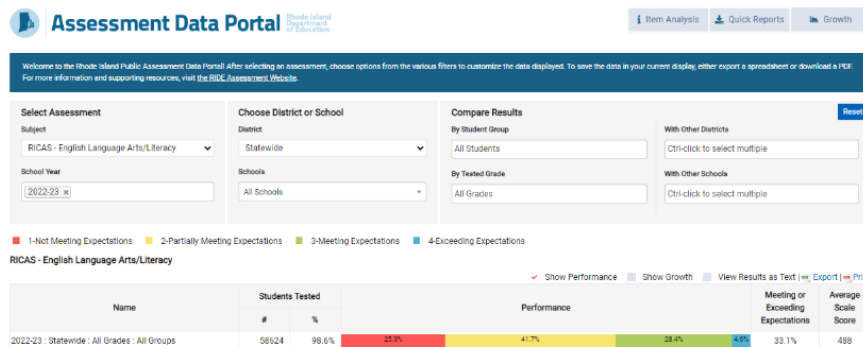 Assessment Data Portal
Rhode Island
Department
of Education
Item Analysis
Quick Reports
Growth
Welcome to the Rhode Island Public Assessment Data Portal! After selecting an assessment, choose options from the various filters to customize the data displayed. To save the data in your current display, either export a spreadsheet or download a PDF.
For more information and supporting resources, visit the RIDE Assessment Website.
Select Assessment
Subject
RICAS - English Language Arts/Literacy
School Year
2022-23 ×
Choose District or School
District
Statewide
Schools
All Schools
Compare Results
Reset
By Student Group
All Students
By Tested Grade
All Grades
With Other Districts
Ctrl-click to select multiple
With Other Schools
Ctrl-click to select multiple
1-Not Meeting Expectations 2-Partially Meeting Expectations 3-Meeting Expectations 4-Exceeding Expectations
RICAS - English Language Arts/Literacy
Show Performance Show Growth View Results as Text | Export | Pri
Name
Students Tested
# %
Performance
Meeting or
Exceeding
Expectations
Average
Scale
Score
2022-23 : Statewide : All Grades : All Groups 58624 98.6% 25.3% 41.7% 28.4% 4.6% 33.1% 488